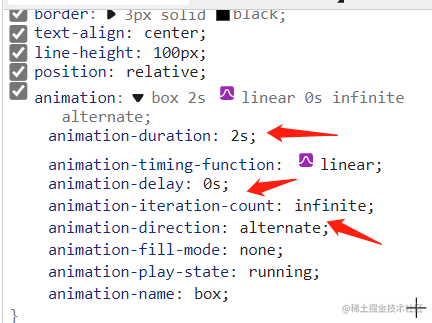 border: 3px solid black;
text-align: center;
line-height: 100px;
position: relative;
animation: box 2s linear 0s infinite
alternate;
animation-duration: 2s;
animation-timing-function: linear;
animation-delay: 0s;
animation-iteration-count: infinite;
animation-direction: alternate;
animation-fill-mode: none;
animation-play-state: running;
animation-name: box;
}
@稀土掘金技术社区